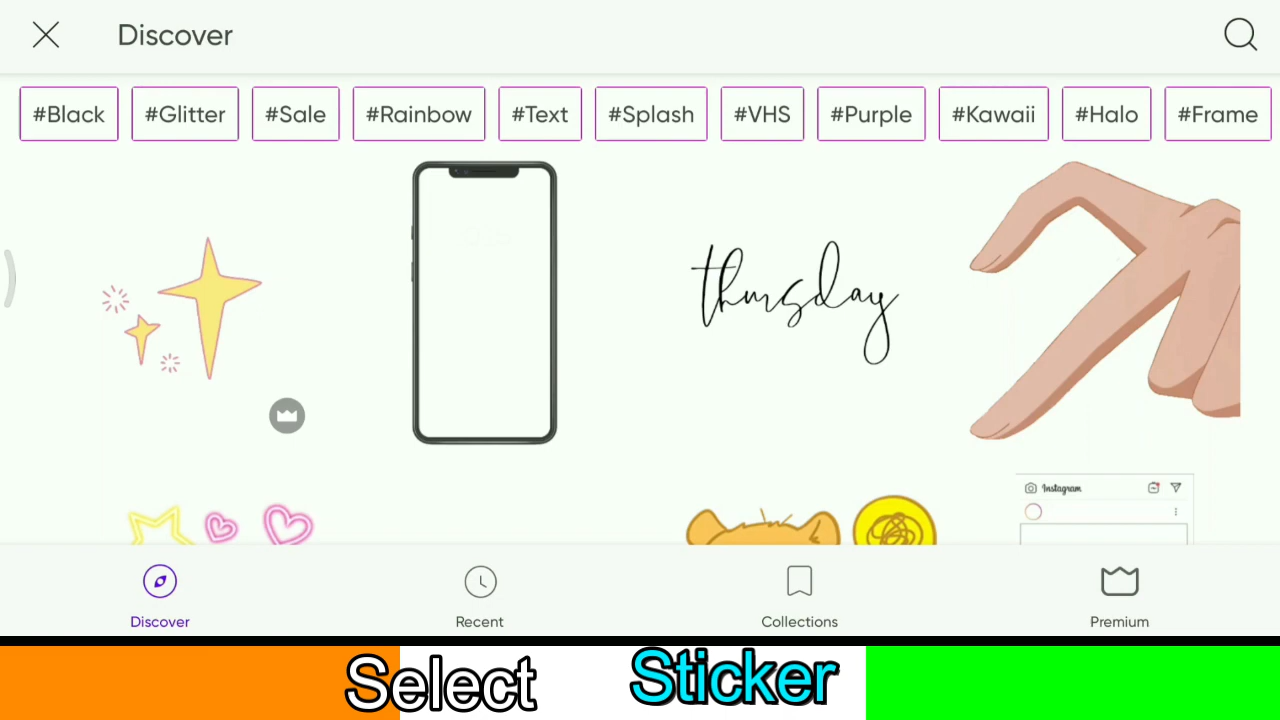 Discover
#Black #Glitter #Sale #Rainbow #Text #Splash #VHS #Purple #Kawaii #Halo #Frame
thursday
Instagram
Discover Recent Collections Premium
Select Sticker